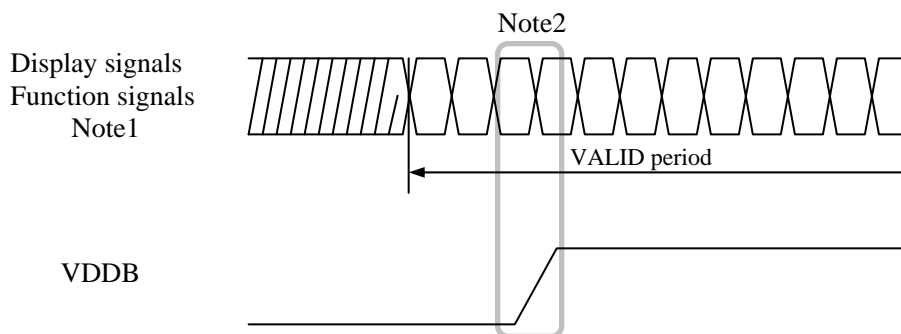 Note2
Display signals
Function signals
Note1
VALID period
VDDB